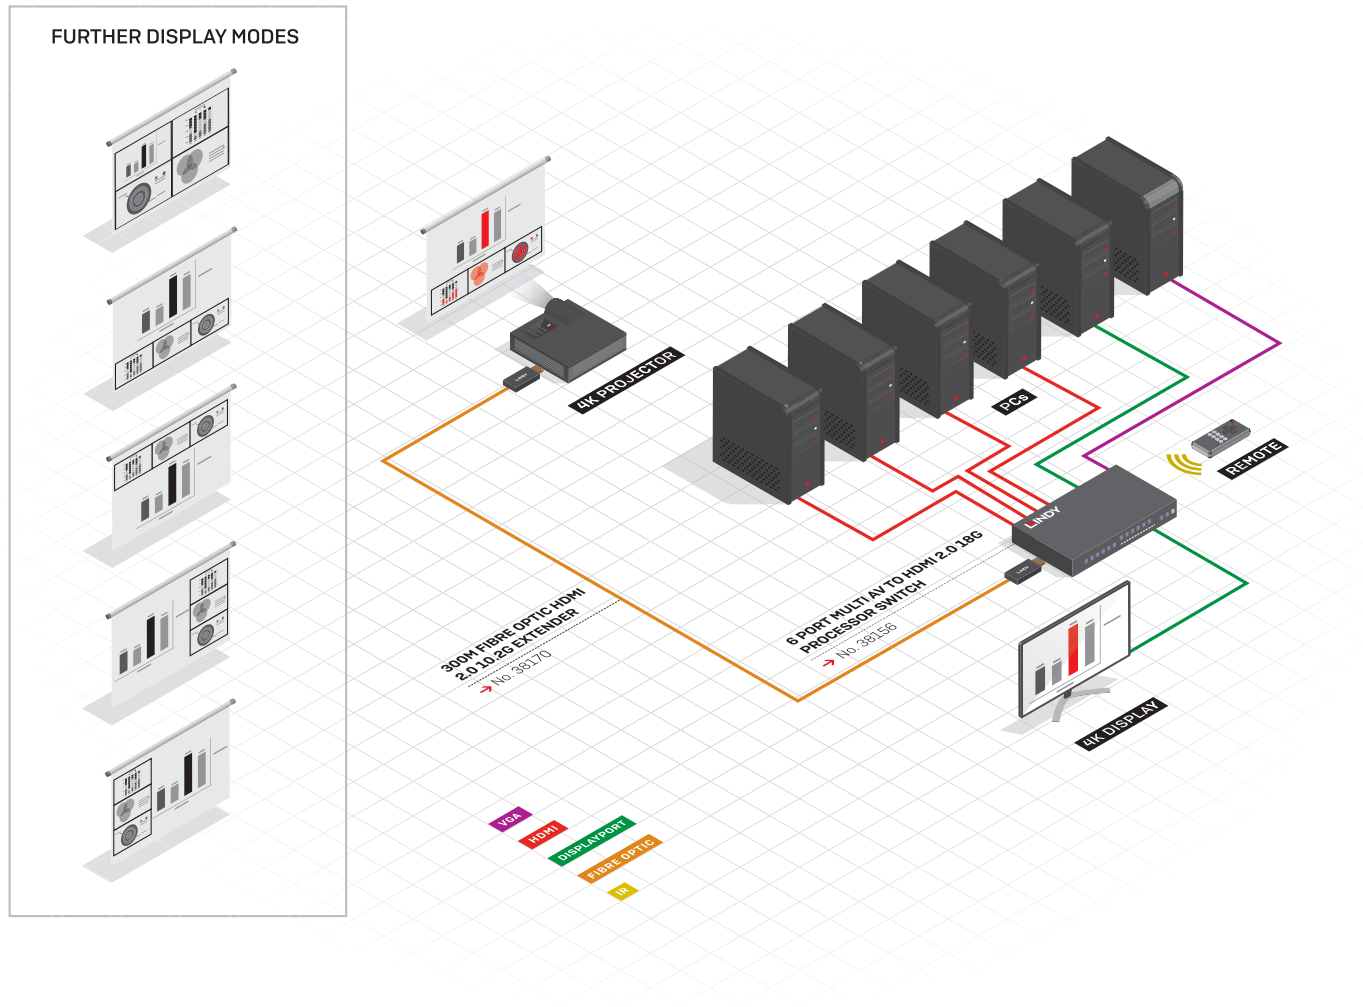 FURTHER DISPLAY MODES
4K PROJECTOR
LINDY
PCs
REMOTE
LINDY
LINDY
6 PORT MULTI AV TO HDMI 2.0 18G
PROCESSOR SWITCH
No. 38156
300M FIBRE OPTIC HDMI
2.0 10.2G EXTENDER
No. 38170
4K DISPLAY
VGA
HDMI
DISPLAYPORT
FIBRE OPTIC
IR